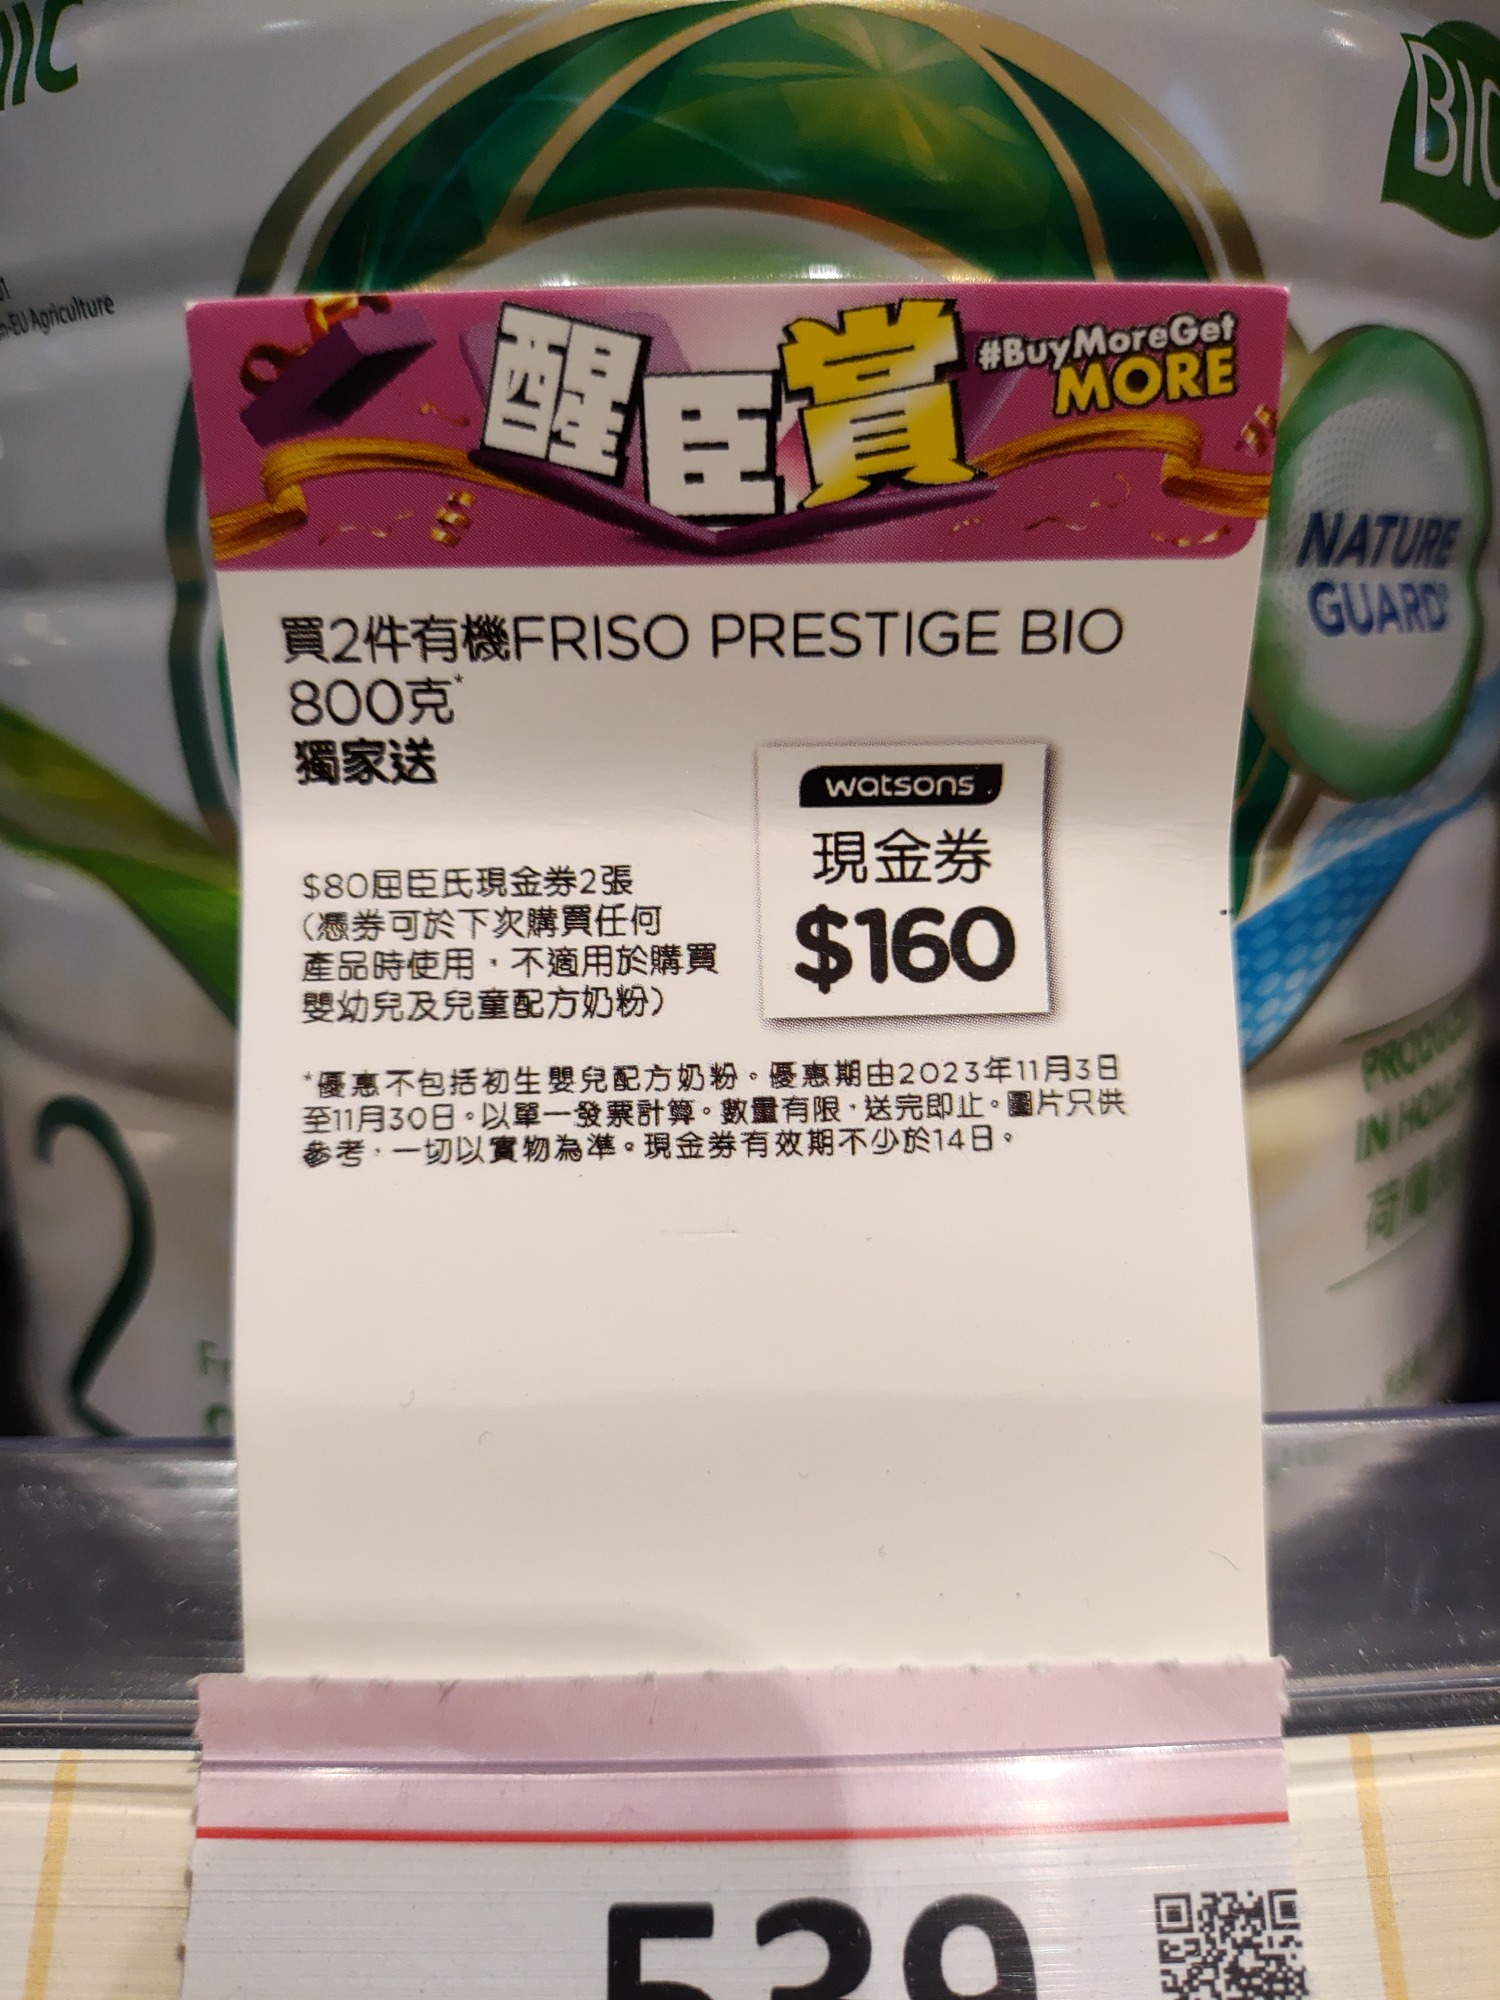 BIO
n-EU Agriculture
醒臣賞
#BuyMoreGet
MORE
NATURE
GUARD®
買2件有機FRISO PRESTIGE BIO
800克*
獨家送
watsons
現金券
$160
$80屈臣氏現金券2張
(憑券可於下次購買任何
產品時使用，不適用於購買
嬰幼兒及兒童配方奶粉)
*優惠不包括初生嬰兒配方奶粉。優惠期由2023年11月3日
至11月30日。以單一發票計算。數量有限，送完即止。圖片只供
參考，一切以實物為準。現金券有效期不少於14日。
2
IN HOL
539